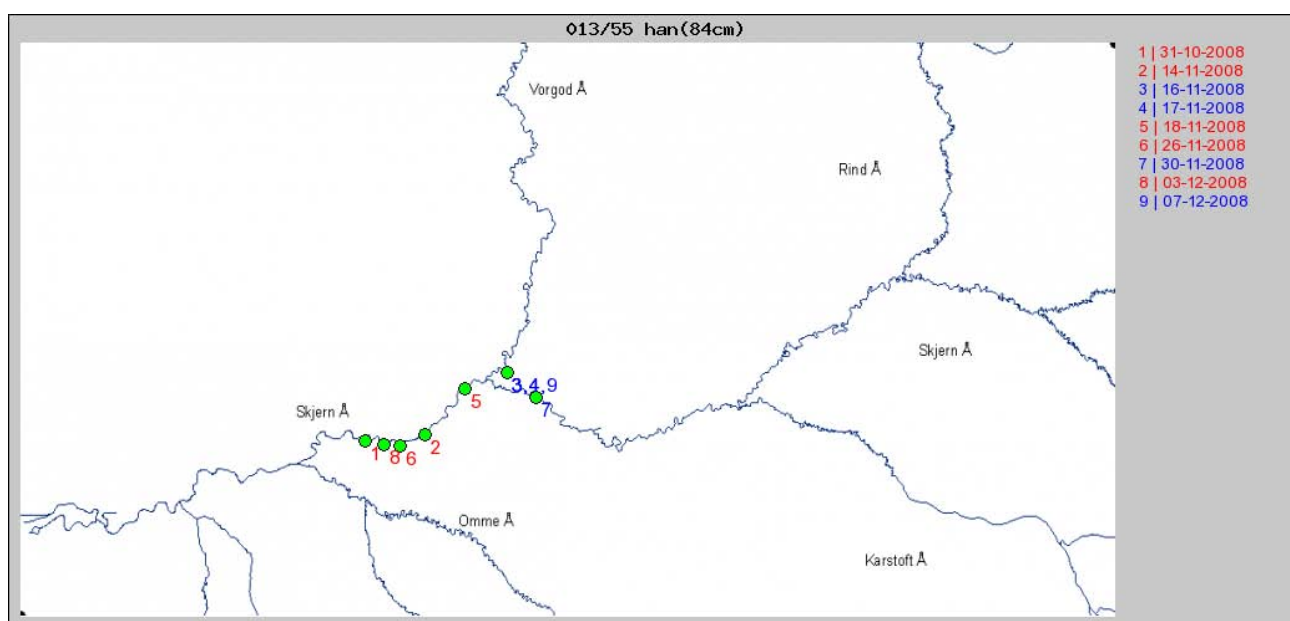 013/55 han(84cm)
1 | 31-10-2008
2 | 14-11-2008
3 | 16-11-2008
4 | 17-11-2008
5 | 18-11-2008
6 | 26-11-2008
7 | 30-11-2008
8 | 03-12-2008
9 | 07-12-2008
Vorgod Å
Rind Å
Skjern Å
3,4,9
5
7
Skjern Å
1
8
6
2
Omme Å
Karstoft Å